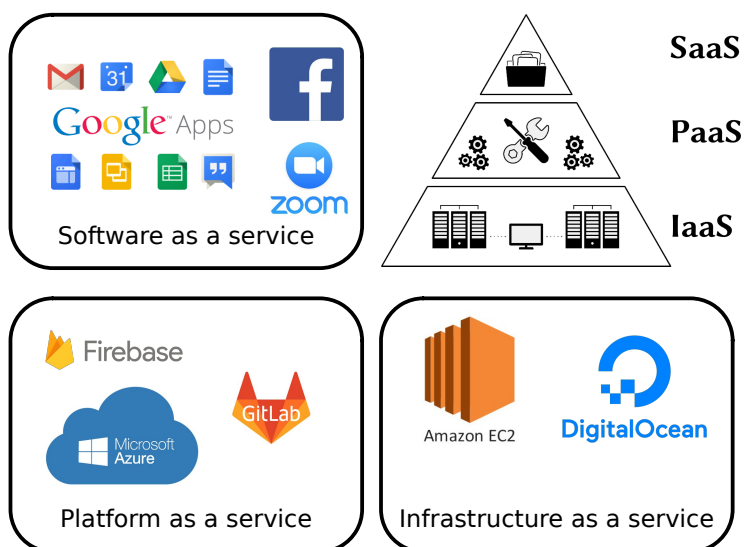 31
Google™ Apps
zoom
Software as a service
SaaS
PaaS
IaaS
Firebase
Microsoft
Azure
GitLab
Platform as a service
Amazon EC2
DigitalOcean
Infrastructure as a service